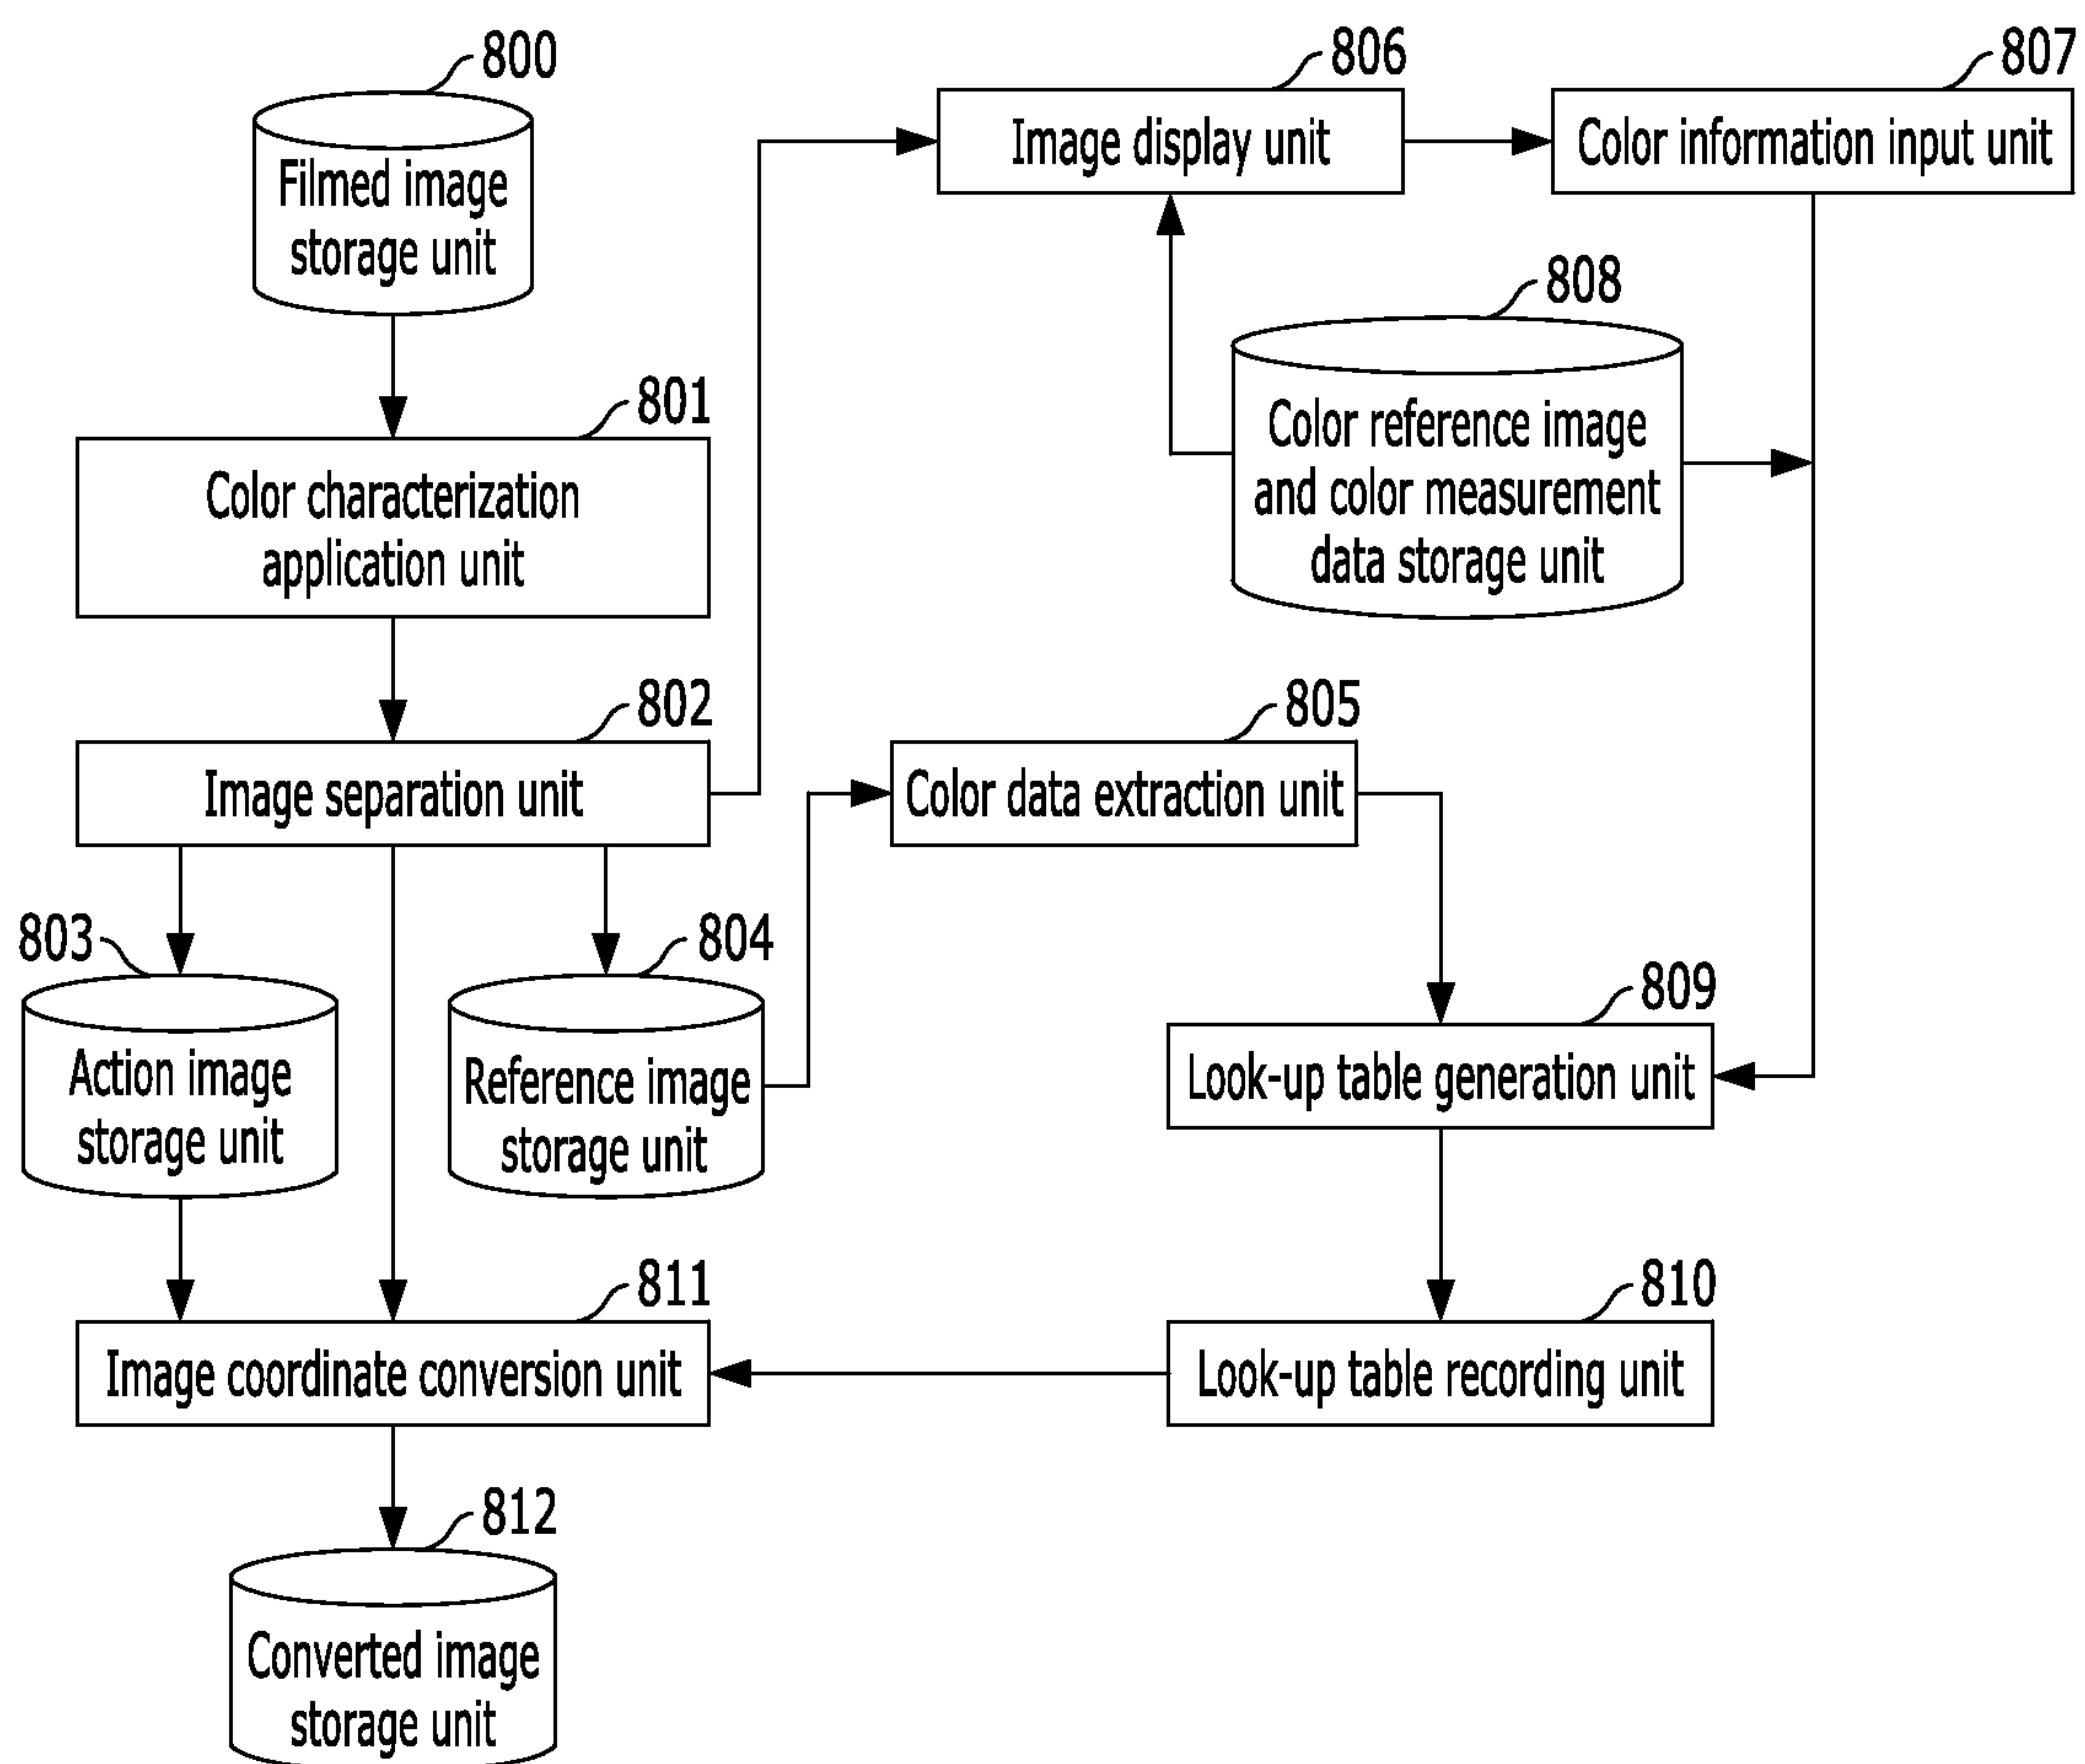 800
Filmed image
storage unit
801
Color characterization
application unit
802
Image separation unit
803
Action image
storage unit
804
Reference image
storage unit
805
Color data extraction unit
806
Image display unit
807
Color information input unit
808
Color reference image
and color measurement
data storage unit
809
Look-up table generation unit
810
Look-up table recording unit
811
Image coordinate conversion unit
812
Converted image
storage unit